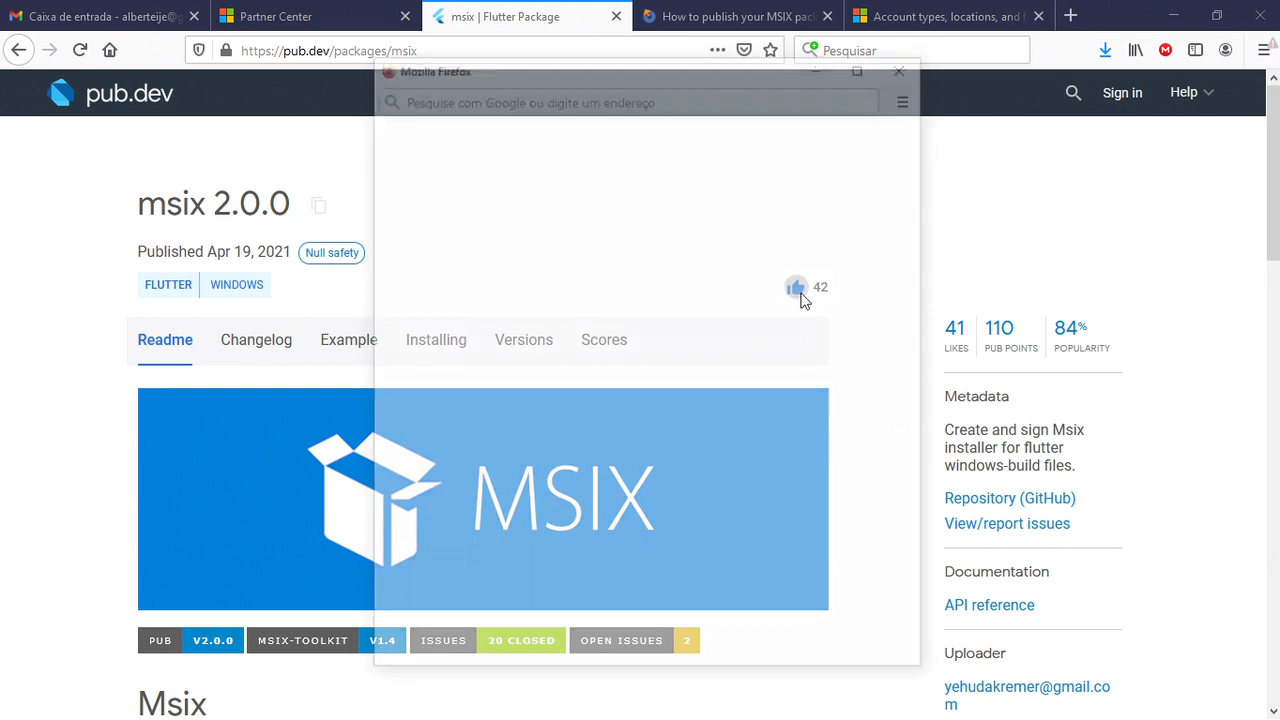 Caixa de entrada - alberteije@g
Partner Center
msix | Flutter Package
How to publish your MSIX pac
Account types, locations, and f
https://pub.dev/packages/msix
Pesquisar
Mozilla Firefox
Pesquise com Google ou digite um endereço
pub.dev
Sign in
Help
msix 2.0.0
Published Apr 19, 2021
Null safety
FLUTTER
WINDOWS
42
Readme
Changelog
Example
Installing
Versions
Scores
41
LIKES
110
PUB POINTS
84%
POPULARITY
MSIX
Metadata
Create and sign Msix
installer for flutter
windows-build files.
Repository (GitHub)
View/report issues
Documentation
API reference
PUB V2.0.0
MSIX-TOOLKIT V1.4
ISSUES 20 CLOSED
OPEN ISSUES 2
Uploader
yehudakremer@gmail.co
m
Msix